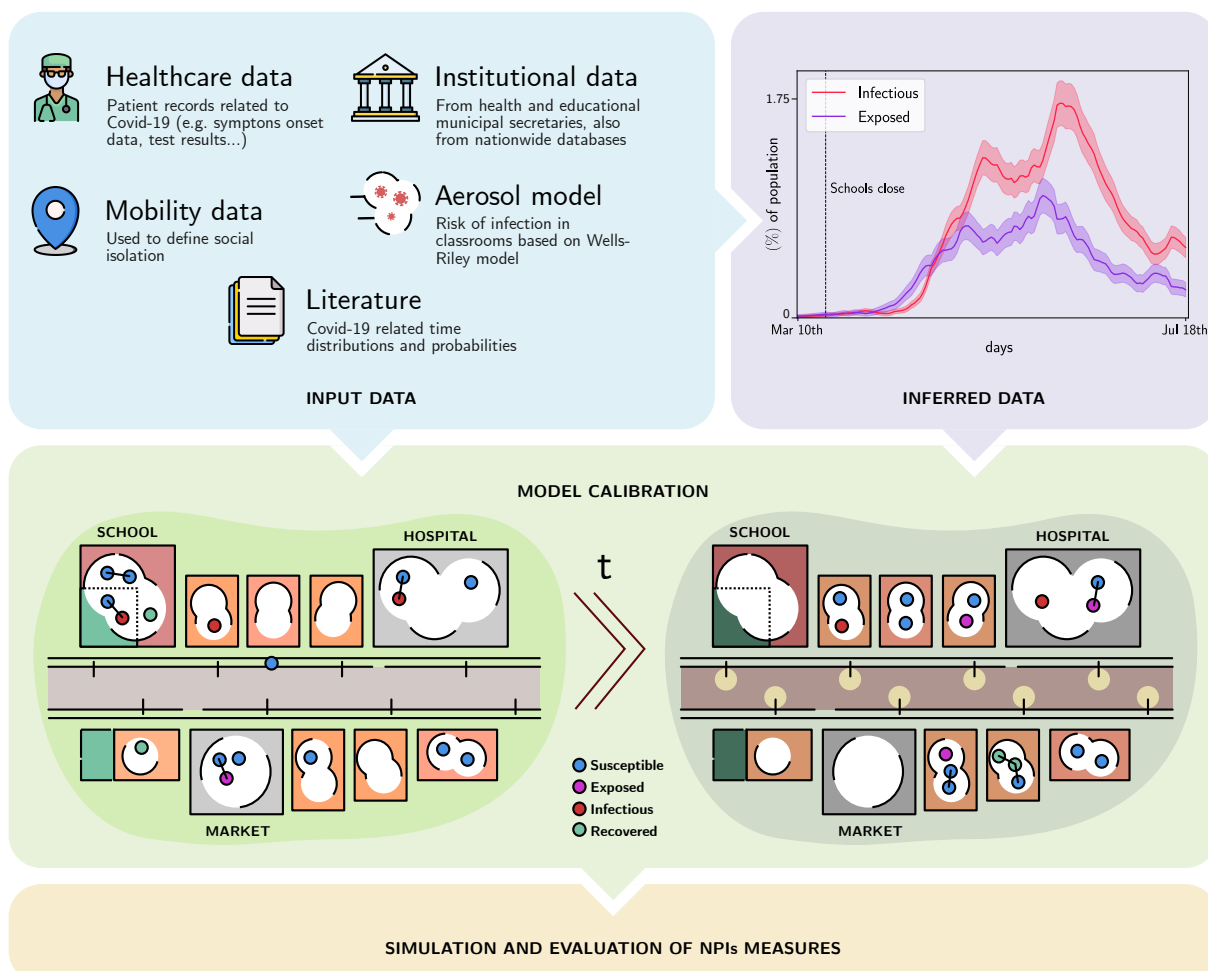 Healthcare data
Patient records related to
Covid-19 (e.g. symptons onset
data, test results...)
Institutional data
From health and educational
municipal secretaries, also
from nationwide databases
Mobility data
Used to define social
isolation
Aerosol model
Risk of infection in
classrooms based on Wells-
Riley model
Literature
Covid-19 related time
distributions and probabilities
INPUT DATA
1.75
Infectious
Exposed
Schools close
(%) of population
0
Mar 10th
Jul 18th
days
INFERRED DATA
MODEL CALIBRATION
SCHOOL
HOSPITAL
t
SCHOOL
HOSPITAL
MARKET
Susceptible
Exposed
Infectious
Recovered
MARKET
SIMULATION AND EVALUATION OF NPIs MEASURES